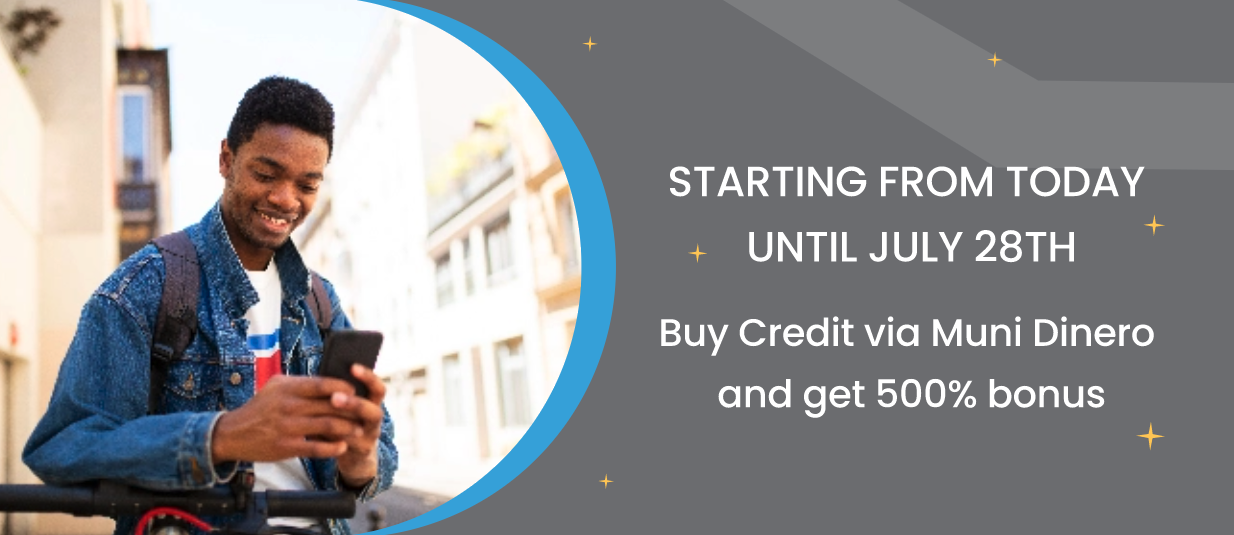 STARTING FROM TODAY
UNTIL JULY 28TH
Buy Credit via Muni Dinero
and get 500% bonus